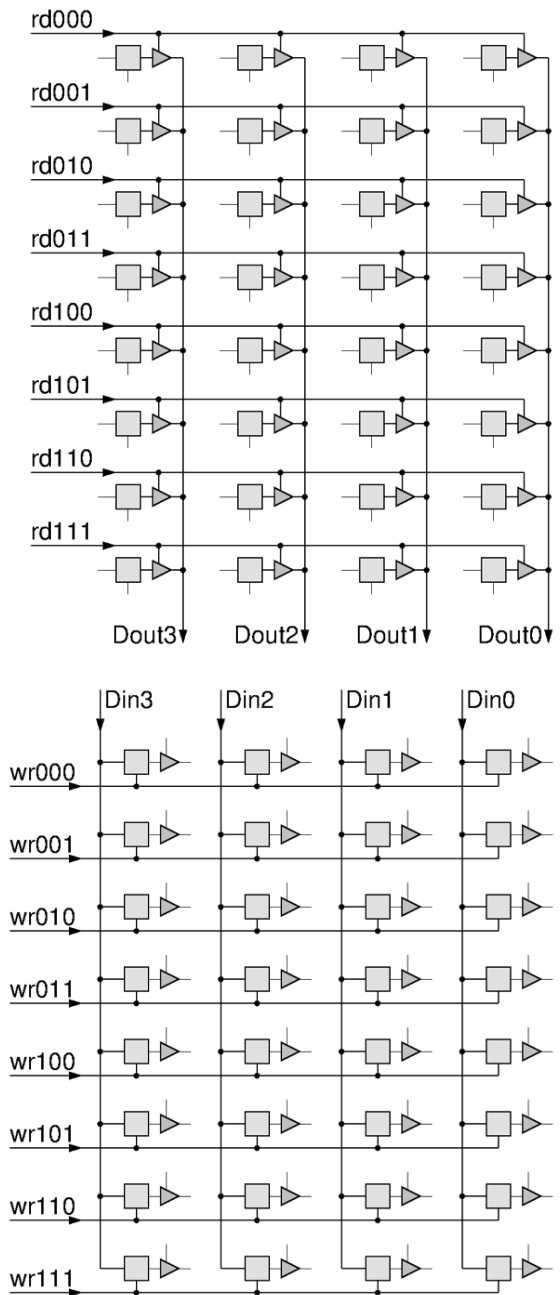 rd000
rd001
rd010
rd011
rd100
rd101
rd110
rd111
Dout3 Dout2 Dout1 Dout0
Din3 Din2 Din1 Din0
wr000
wr001
wr010
wr011
wr100
wr101
wr110
wr111